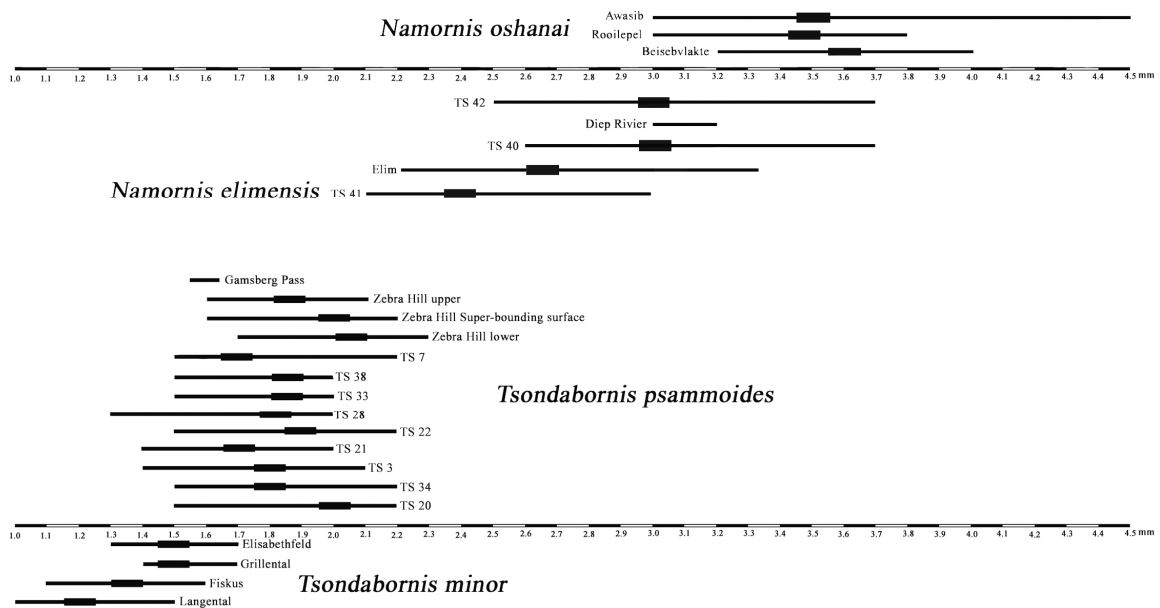 Namornis oshanai
Awasib
Rooilepel
Beisebvlakte
1.0 1.1 1.2 1.3 1.4 1.5 1.6 1.7 1.8 1.9 2.0 2.1 2.2 2.3 2.4 2.5 2.6 2.7 2.8 2.9 3.0 3.1 3.2 3.3 3.4 3.5 3.6 3.7 3.8 3.9 4.0 4.1 4.2 4.3 4.4 4.5 mm
TS 42
Diep Rivier
TS 40
Elim
Namornis elimensis
TS 41
Gamsberg Pass
Zebra Hill upper
Zebra Hill Super-bounding surface
Zebra Hill lower
TS 7
TS 38
Tsondabornis psammoides
TS 33
TS 28
TS 22
TS 21
TS 3
TS 34
TS 20
1.0 1.1 1.2 1.3 1.4 1.5 1.6 1.7 1.8 1.9 2.0 2.1 2.2 2.3 2.4 2.5 2.6 2.7 2.8 2.9 3.0 3.1 3.2 3.3 3.4 3.5 3.6 3.7 3.8 3.9 4.0 4.1 4.2 4.3 4.4 4.5 mm
Elisabethfeld
Grillental
Fiskus
Tsondabornis minor
Langental